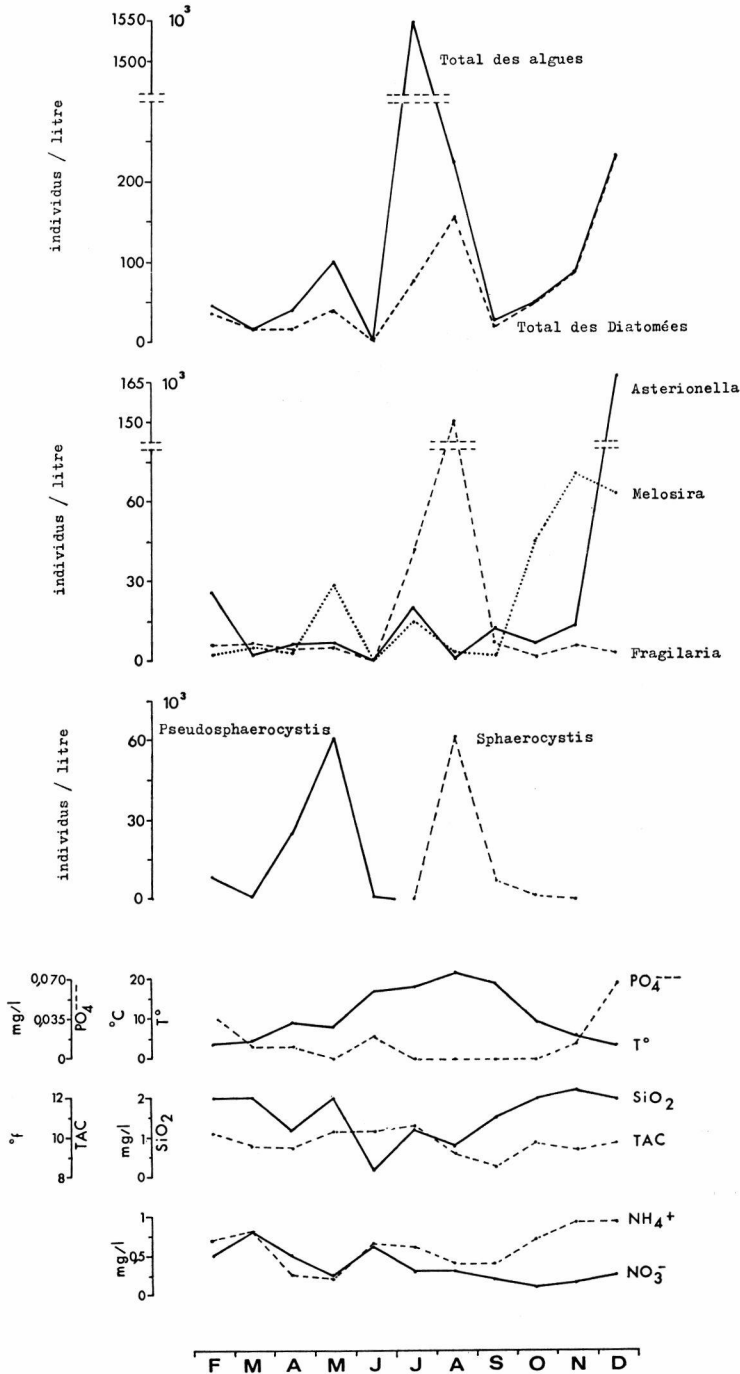 1550 10³
1500
Total des algues
individus / litre
200
100
0
Total des Diatomées
165 10³
150
Asterionella
individus / litre
60
Melosira
30
0
Fragilaria
10³
Pseudosphaerocystis
Sphaerocystis
individus / litre
60
30
0
mg/l
PO₄---
0,070
0,035
0
°C
T°
20
10
0
PO₄---
T°
°f
TAC
12
10
8
mg/l
SiO₂
2
1
0
SiO₂
TAC
mg/l
1
0,5
0
NH₄+
NO₃-
F M A M J J A S O N D